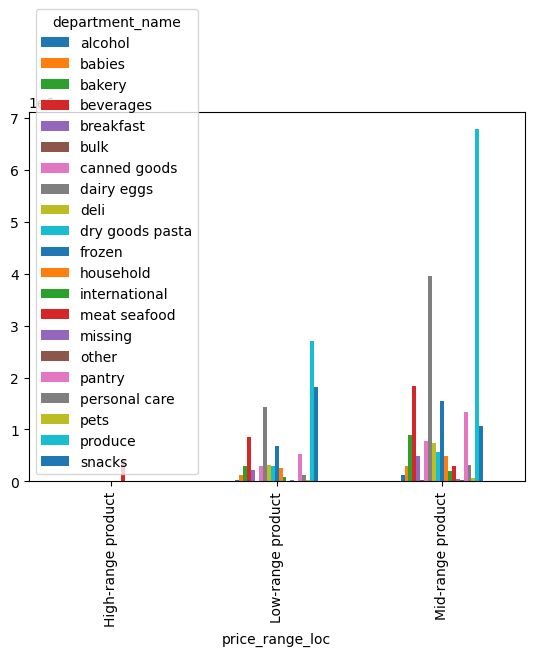 department_name
alcohol
babies
bakery
beverages
breakfast
bulk
canned goods
dairy eggs
deli
dry goods pasta
frozen
household
international
meat seafood
missing
other
pantry
personal care
pets
produce
snacks
7
6
5
4
3
2
1
0
High-range product
Low-range product
Mid-range product
price_range_loc